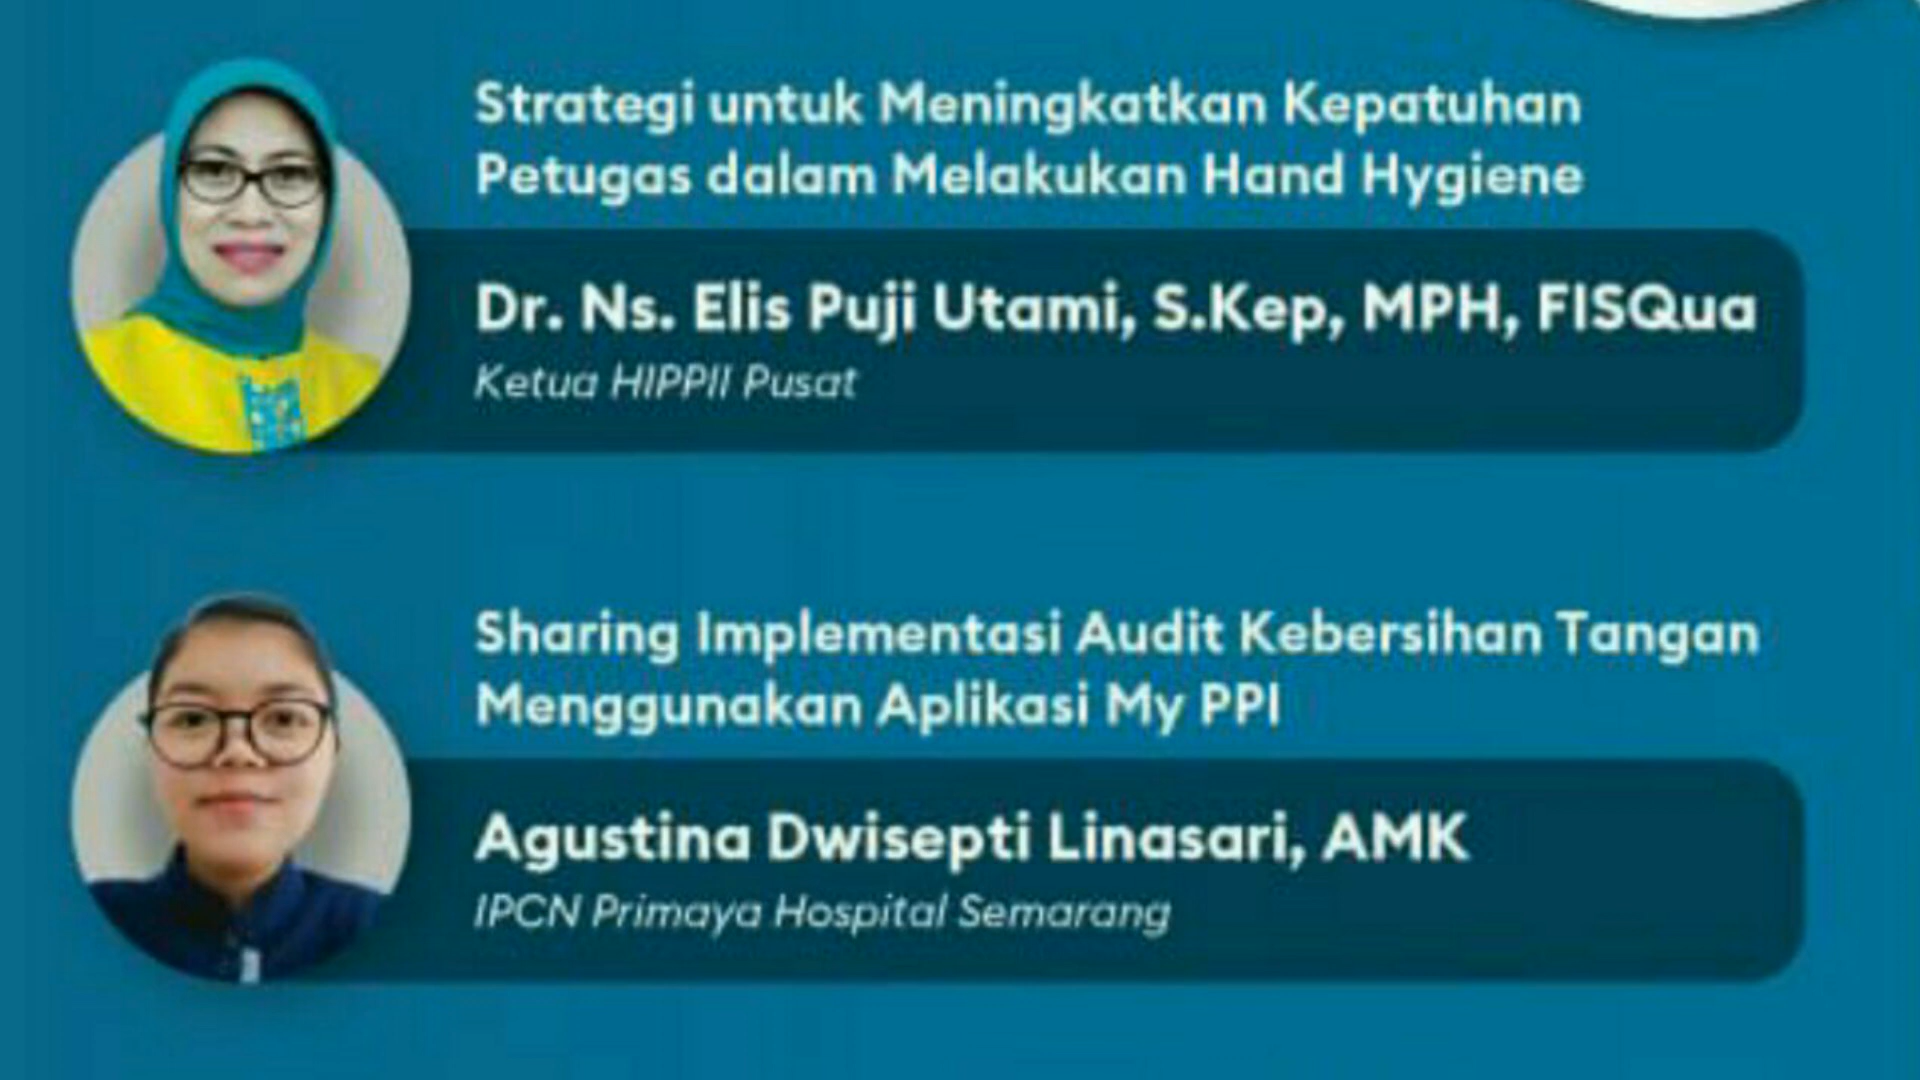 Strategi untuk Meningkatkan Kepatuhan
Petugas dalam Melakukan Hand Hygiene
Dr. Ns. Elis Puji Utami, S.Kep, MPH, FISQua
Ketua HIPPII Pusat
Sharing Implementasi Audit Kebersihan Tangan
Menggunakan Aplikasi My PPI
Agustina Dwisepti Linasari, AMK
IPCN Primaya Hospital Semarang